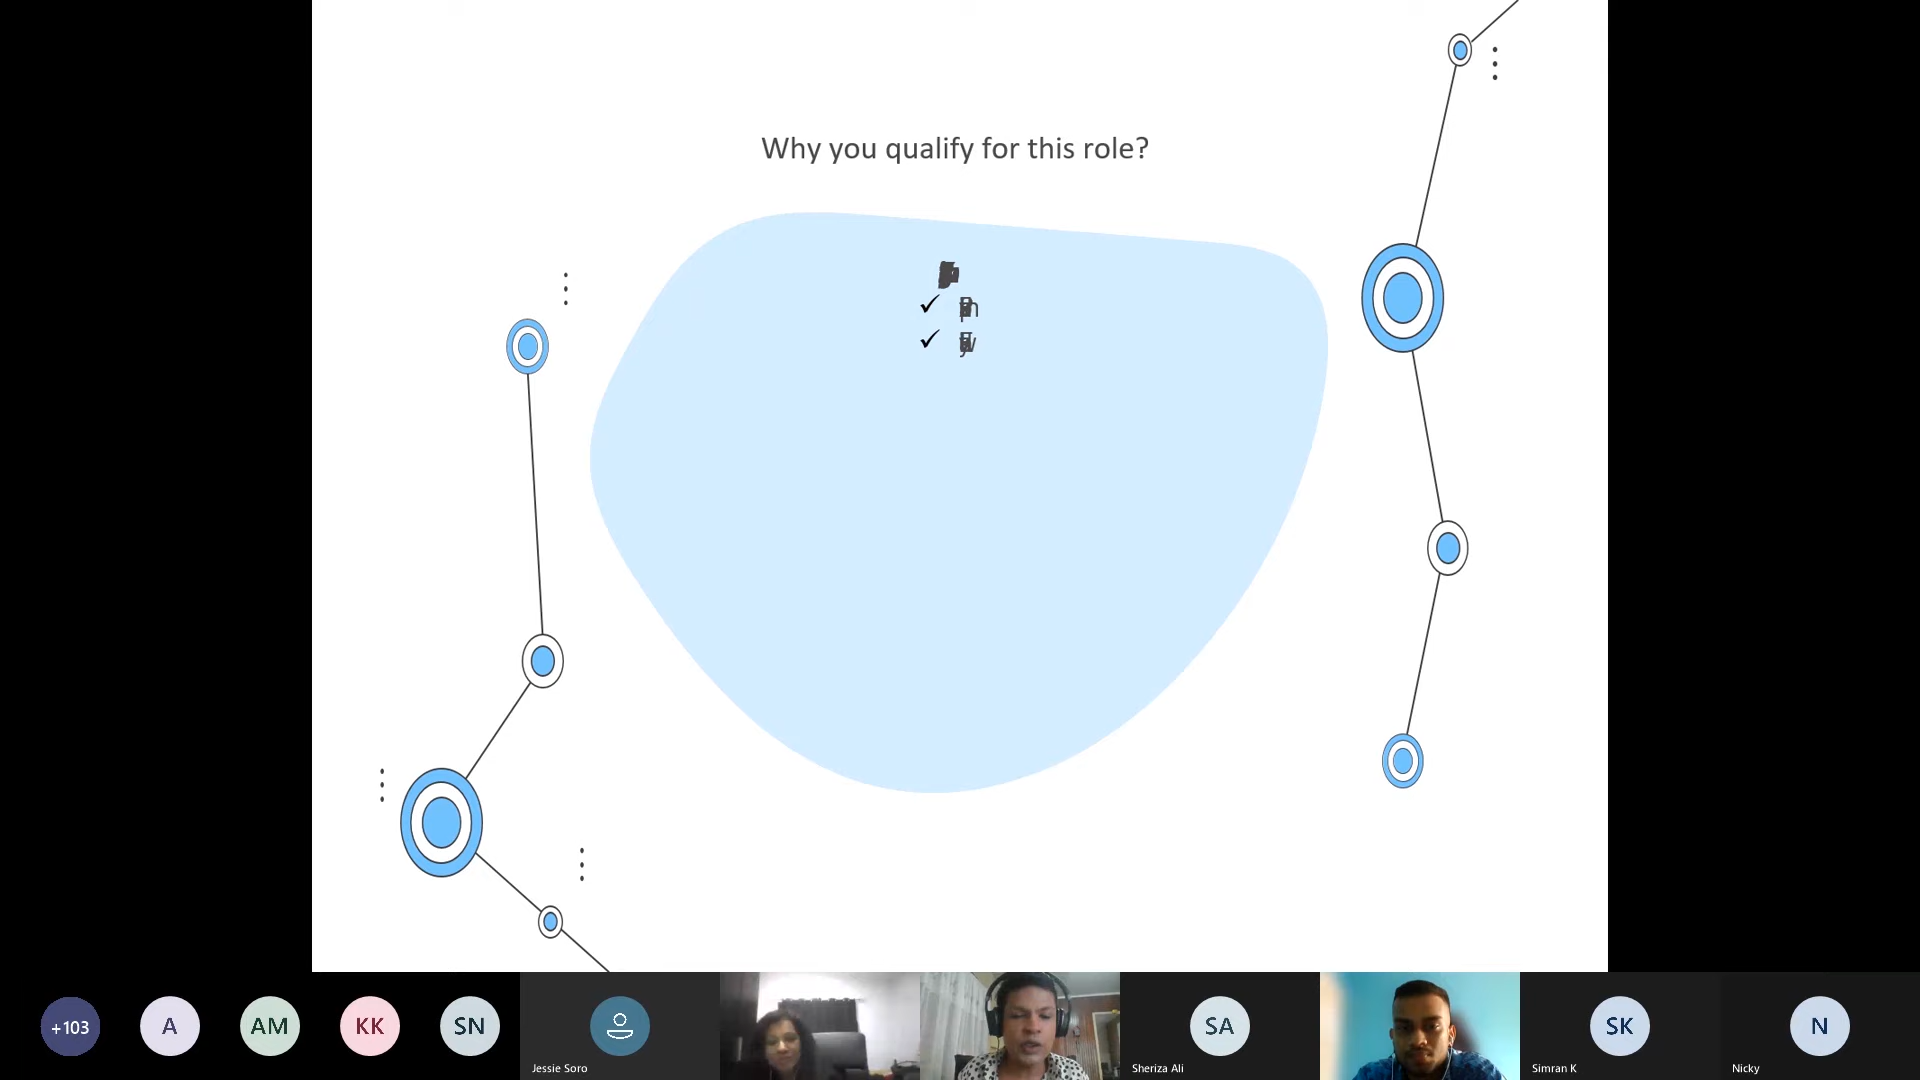 Why you qualify for this role?
+103
A
AM
KK
SN
SA
SK
N
Jessie Soro
Sheriza Ali
Simran K
Nicky